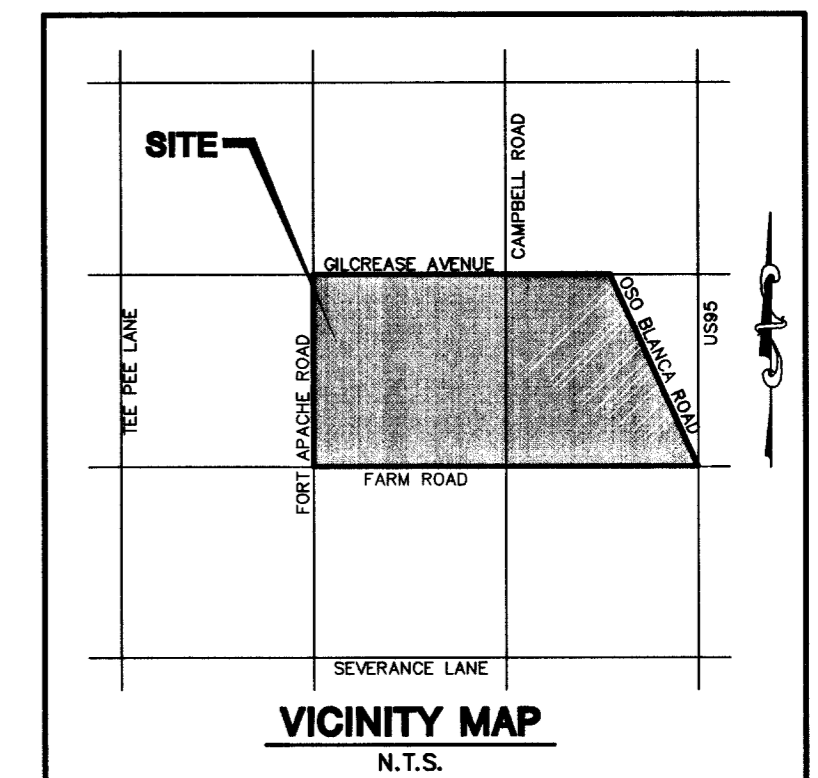 SITE
CAMPBELL ROAD
GILCREASE AVENUE
OSO BLANCA ROAD
US95
TEE PEE LANE
FORT APACHE ROAD
FARM ROAD
SEVERANCE LANE
VICINITY MAP
N.T.S.